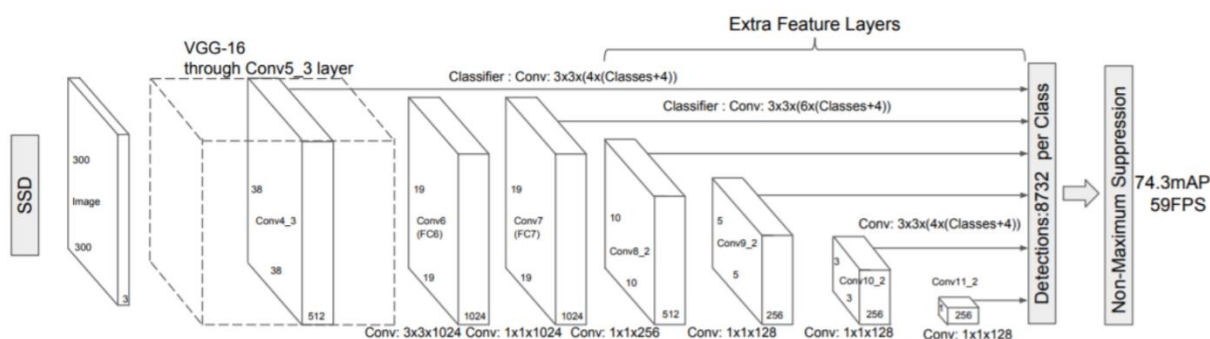 Extra Feature Layers
VGG-16
through Conv5_3 layer
Classifier : Conv: 3x3x(4x(Classes+4))
Classifier : Conv: 3x3x(6x(Classes+4))
SSD
300
Image
300
3
38
Conv4_3
38
512
19
Conv6
(FC6)
19
1024
19
Conv7
(FC7)
19
1024
10
Conv8_2
10
512
5
Conv9_2
5
256
Conv: 3x3x(4x(Classes+4))
3
Conv10_2
3
256
Conv11_2
1
256
Conv: 3x3x1024
Conv: 1x1x1024
Conv: 1x1x256
Conv: 1x1x128
Conv: 1x1x128
Conv: 1x1x128
Detections:8732 per Class
Non-Maximum Suppression
74.3mAP
59FPS